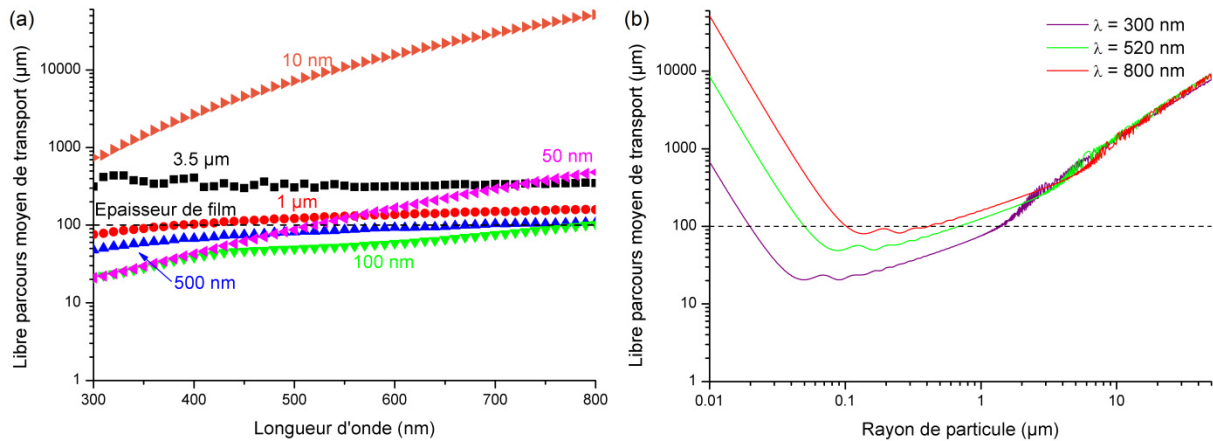 (a)
Libre parcours moyen de transport (µm)
10000
1000
100
10
1
10 nm
3.5 µm
50 nm
Epaisseur de film
1 µm
500 nm
100 nm
300
400
500
600
700
800
Longueur d'onde (nm)
(b)
Libre parcours moyen de transport (µm)
10000
1000
100
10
1
λ = 300 nm
λ = 520 nm
λ = 800 nm
0.01
0.1
1
10
Rayon de particule (µm)